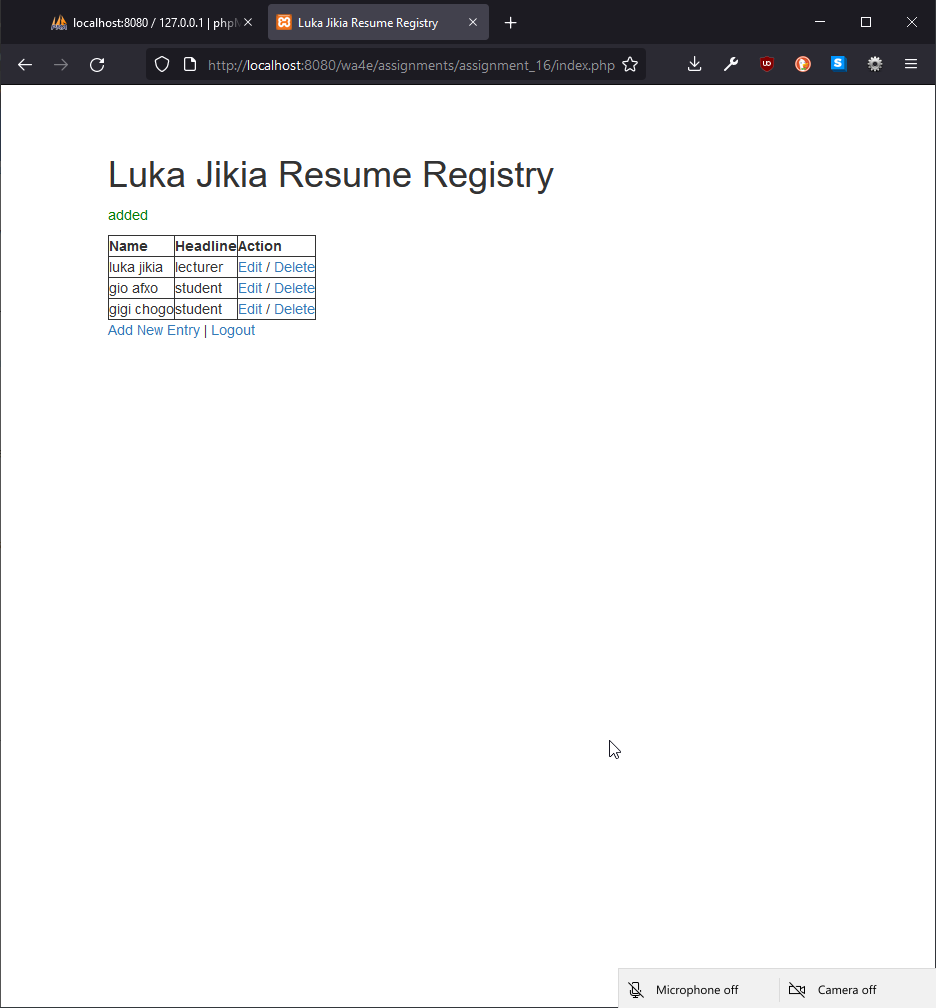 localhost:8080 / 127.0.0.1 | phpM
Luka Jikia Resume Registry
http://localhost:8080/wa4e/assignments/assignment_16/index.php
UD
S
Luka Jikia Resume Registry
added
Name Headline Action
luka jikia lecturer Edit / Delete
gio afxo student Edit / Delete
gigi chogo student Edit / Delete
Add New Entry | Logout
Microphone off Camera off